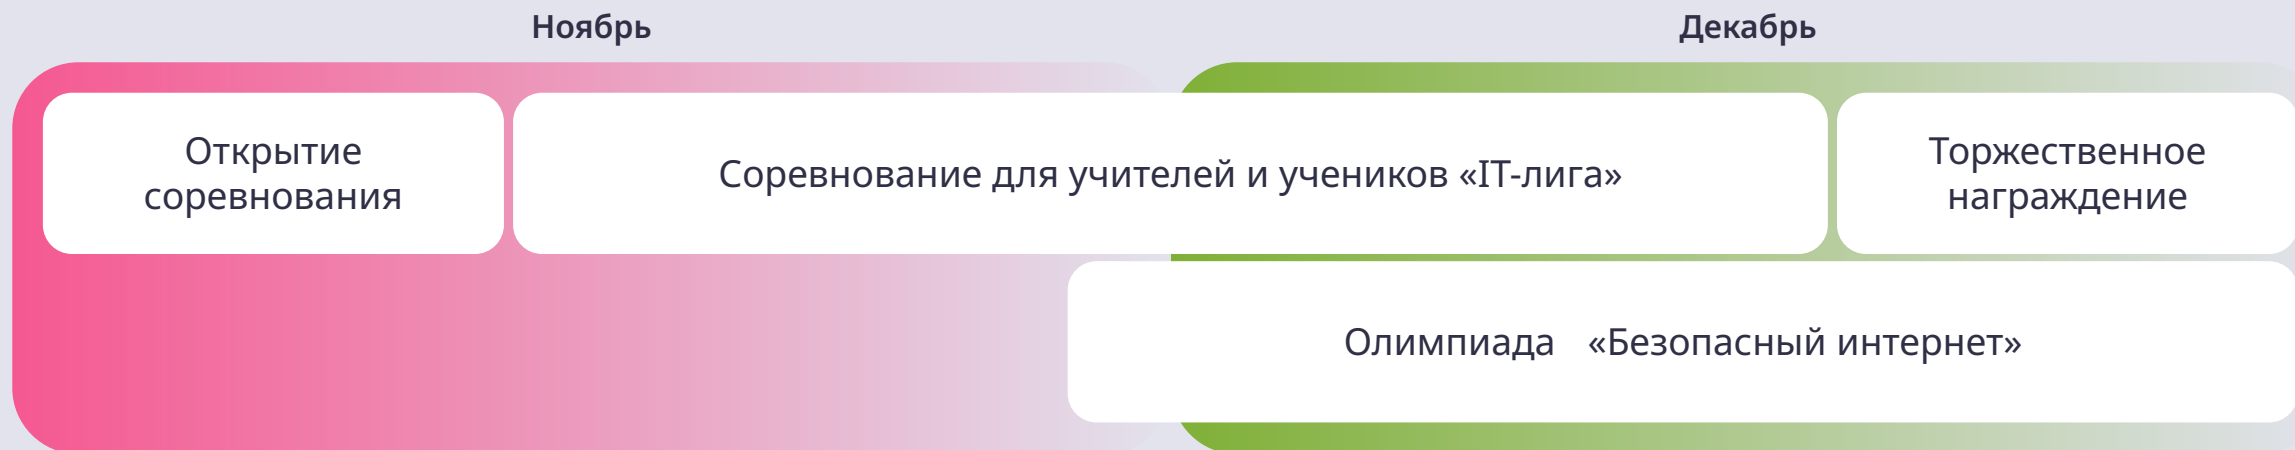 Ноябрь
Декабрь
Открытие
соревнования
Соревнование для учителей и учеников «IT-лига»
Торжественное
награждение
Олимпиада «Безопасный интернет»